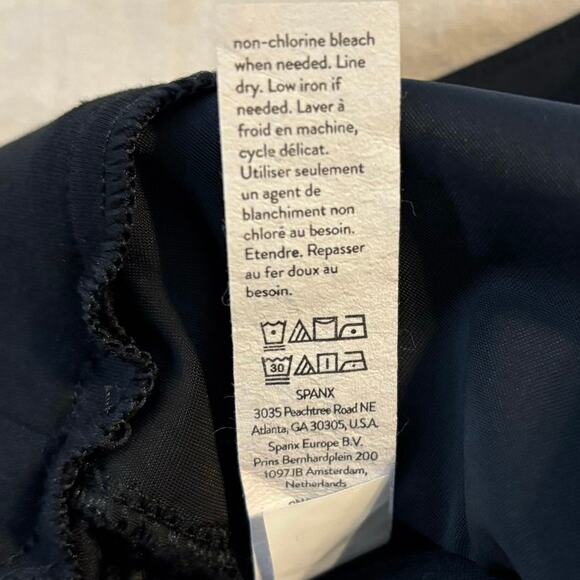 non-chlorine bleach
when needed. Line
dry. Low iron if
needed. Laver à
froid en machine,
cycle délicat.
Utiliser seulement
un agent de
blanchiment non
chloré au besoin.
Etendre. Repasser
au fer doux au
besoin.
30
SPANX
3035 Peachtree Road NE
Atlanta, GA 30305, U.S.A.
Spanx Europe B.V.
Prins Bernhardplein 200
1097JB Amsterdam,
Netherlands